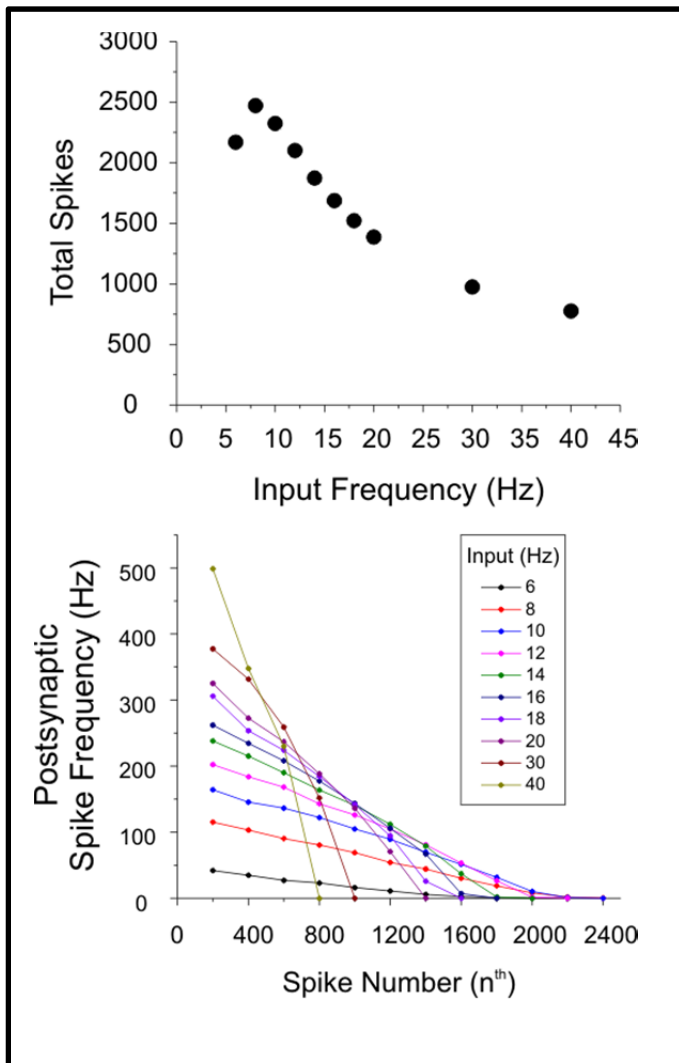 3000
2500
2000
1500
1000
500
0
Total Spikes
0 5 10 15 20 25 30 35 40 45
Input Frequency (Hz)
500
400
300
200
100
0
Postsynaptic
Spike Frequency (Hz)
Input (Hz)
6
8
10
12
14
16
18
20
30
40
0 400 800 1200 1600 2000 2400
Spike Number (nᵗʰ)